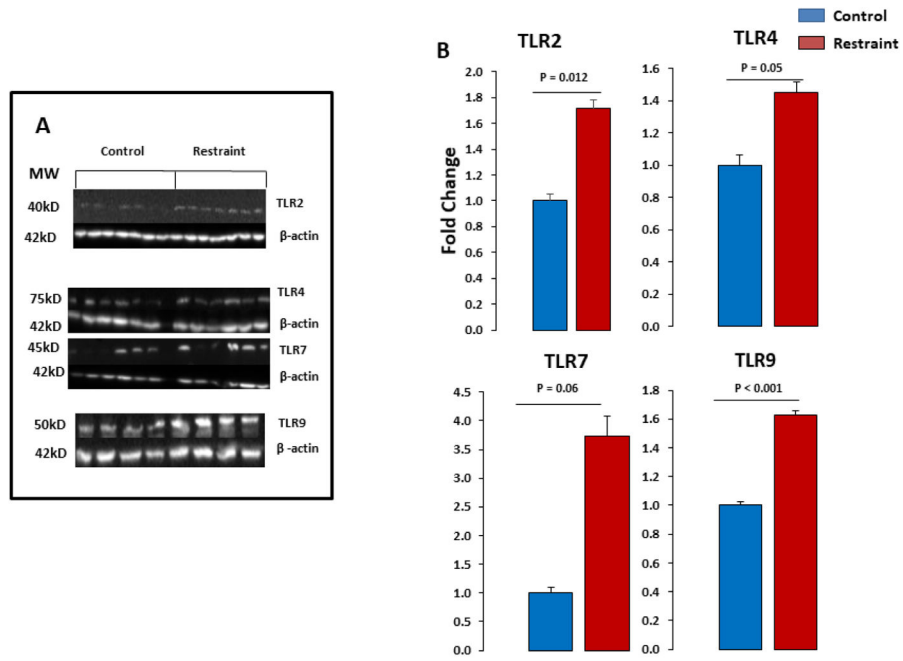 A
Control Restraint
MW
40kD TLR2
42kD β-actin
75kD TLR4
42kD β-actin
45kD TLR7
42kD β-actin
50kD TLR9
42kD β -actin
Control
Restraint
B
TLR2
P = 0.012
Fold Change
2.0
1.8
1.6
1.4
1.2
1.0
0.8
0.6
0.4
0.2
0.0
TLR4
P = 0.05
1.6
1.4
1.2
1.0
0.8
0.6
0.4
0.2
0.0
TLR7
P = 0.06
4.5
4.0
3.5
3.0
2.5
2.0
1.5
1.0
0.5
0.0
TLR9
P < 0.001
1.8
1.6
1.4
1.2
1.0
0.8
0.6
0.4
0.2
0.0